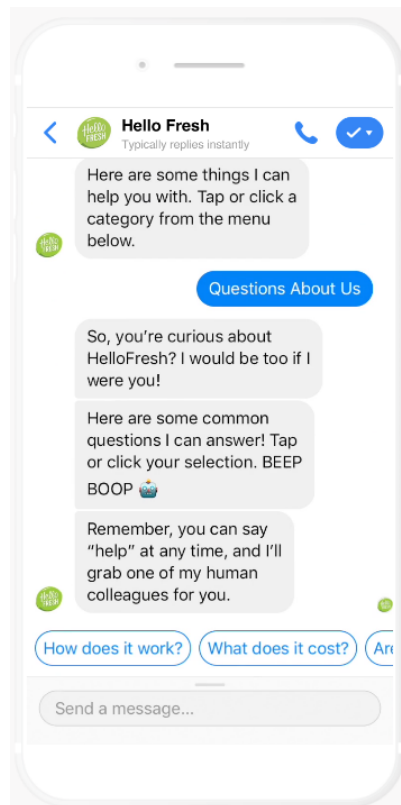 Hello Fresh
Typically replies instantly
Here are some things I can
help you with. Tap or click a
category from the menu
below.
Questions About Us
So, you're curious about
HelloFresh? I would be too if I
were you!
Here are some common
questions I can answer! Tap
or click your selection. BEEP
BOOP 🤖
Remember, you can say
“help” at any time, and I’ll
grab one of my human
colleagues for you.
How does it work? What does it cost?
Send a message...